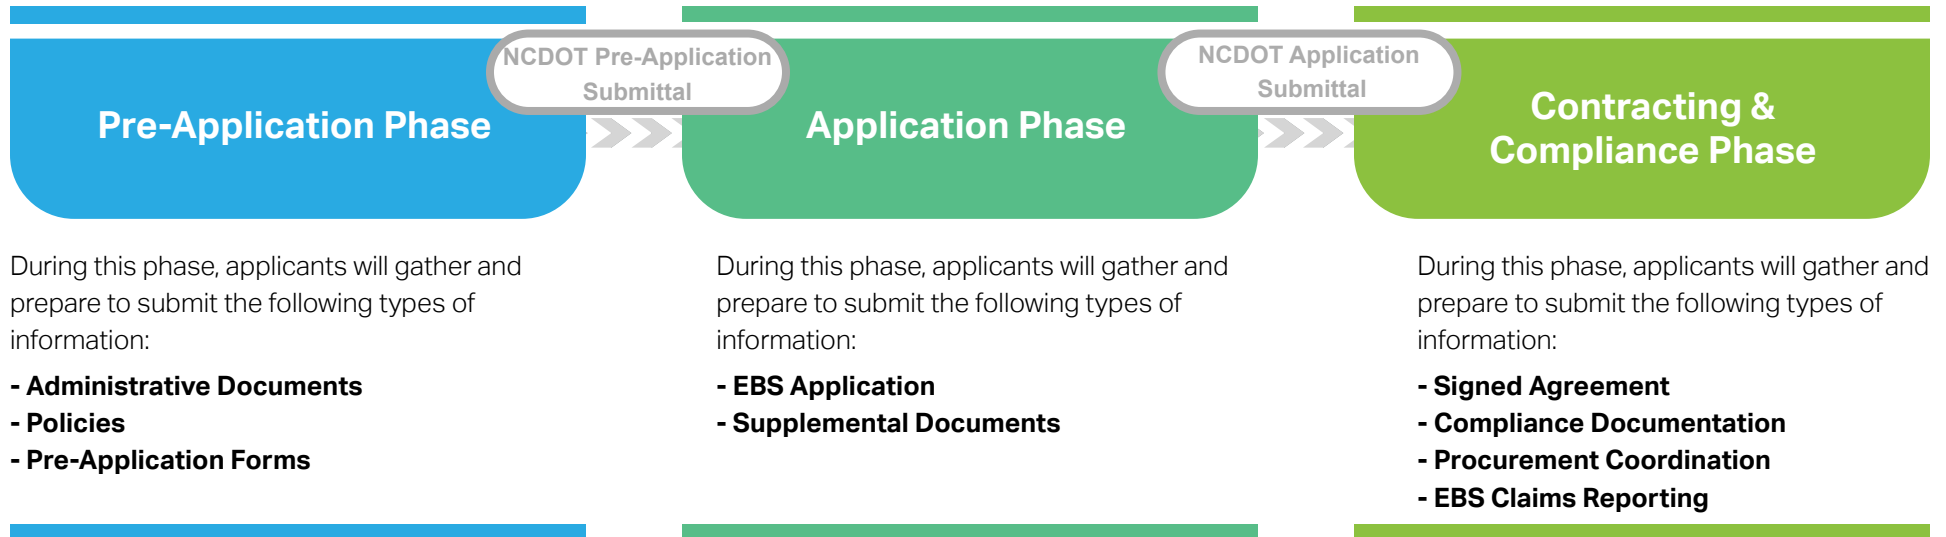 Pre-Application Phase
NCDOT Pre-Application
Submittal
Application Phase
NCDOT Application
Submittal
Contracting &
Compliance Phase
During this phase, applicants will gather and
prepare to submit the following types of
information:
- Administrative Documents
- Policies
- Pre-Application Forms
During this phase, applicants will gather and
prepare to submit the following types of
information:
- EBS Application
- Supplemental Documents
During this phase, applicants will gather and
prepare to submit the following types of
information:
- Signed Agreement
- Compliance Documentation
- Procurement Coordination
- EBS Claims Reporting